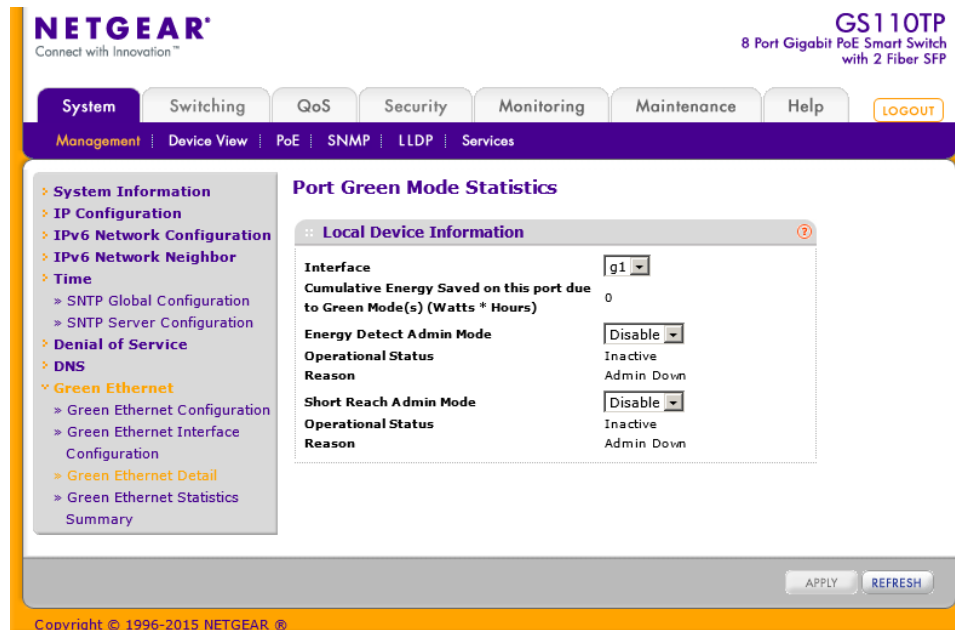 NETGEAR®
Connect with Innovation™
GS110TP
8 Port Gigabit PoE Smart Switch
with 2 Fiber SFP
System
Switching
QoS
Security
Monitoring
Maintenance
Help
LOGOUT
Management
Device View
PoE
SNMP
LLDP
Services
System Information
IP Configuration
IPv6 Network Configuration
IPv6 Network Neighbor
Time
» SNTP Global Configuration
» SNTP Server Configuration
Denial of Service
DNS
Green Ethernet
» Green Ethernet Configuration
» Green Ethernet Interface
Configuration
» Green Ethernet Detail
» Green Ethernet Statistics
Summary
Port Green Mode Statistics
Local Device Information
?
Interface
g1
Cumulative Energy Saved on this port due
to Green Mode(s) (Watts * Hours)
0
Energy Detect Admin Mode
Disable
Operational Status
Inactive
Reason
Admin Down
Short Reach Admin Mode
Disable
Operational Status
Inactive
Reason
Admin Down
APPLY
REFRESH
Copyright © 1996-2015 NETGEAR ®